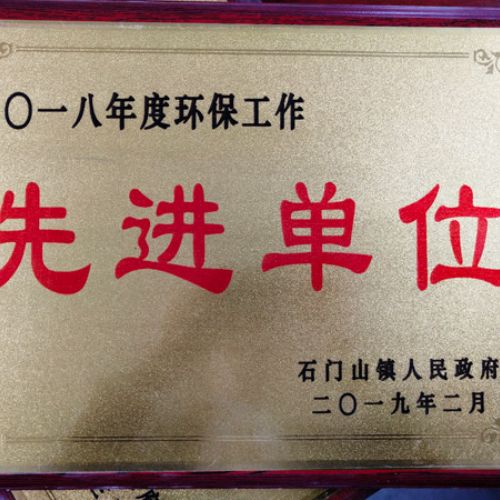 〇一八年度环保工作
先进单位
石门山镇人民政府
二〇一九年二月